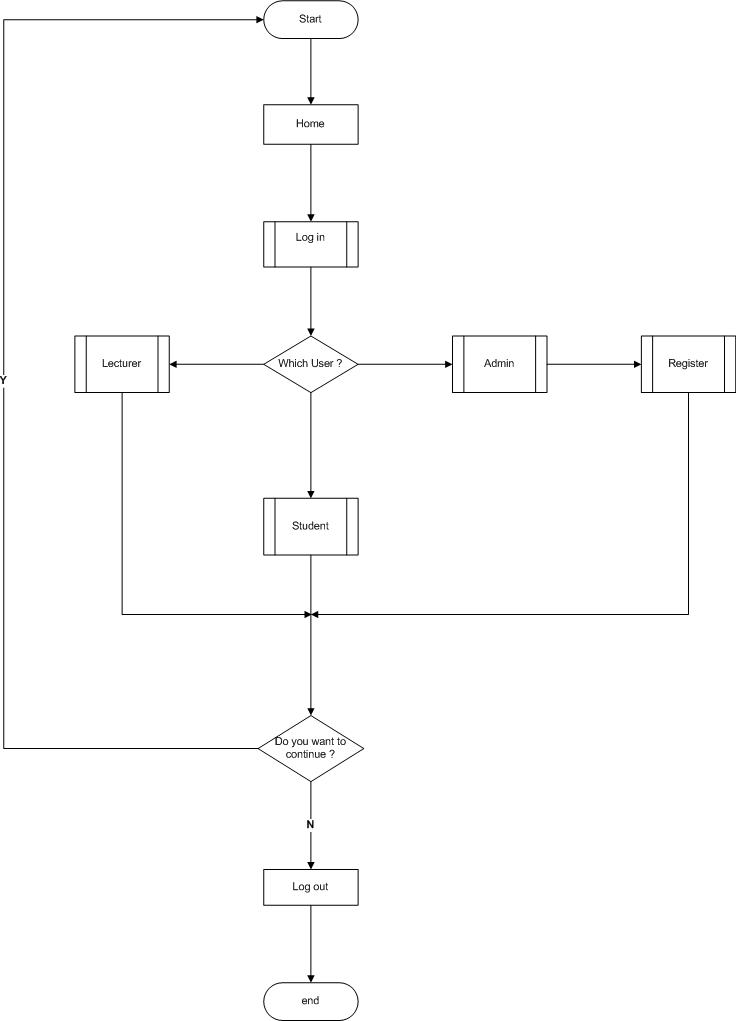 Start
Home
Log in
Lecturer
Which User ?
Admin
Register
Y
Student
Do you want to
continue ?
N
Log out
end